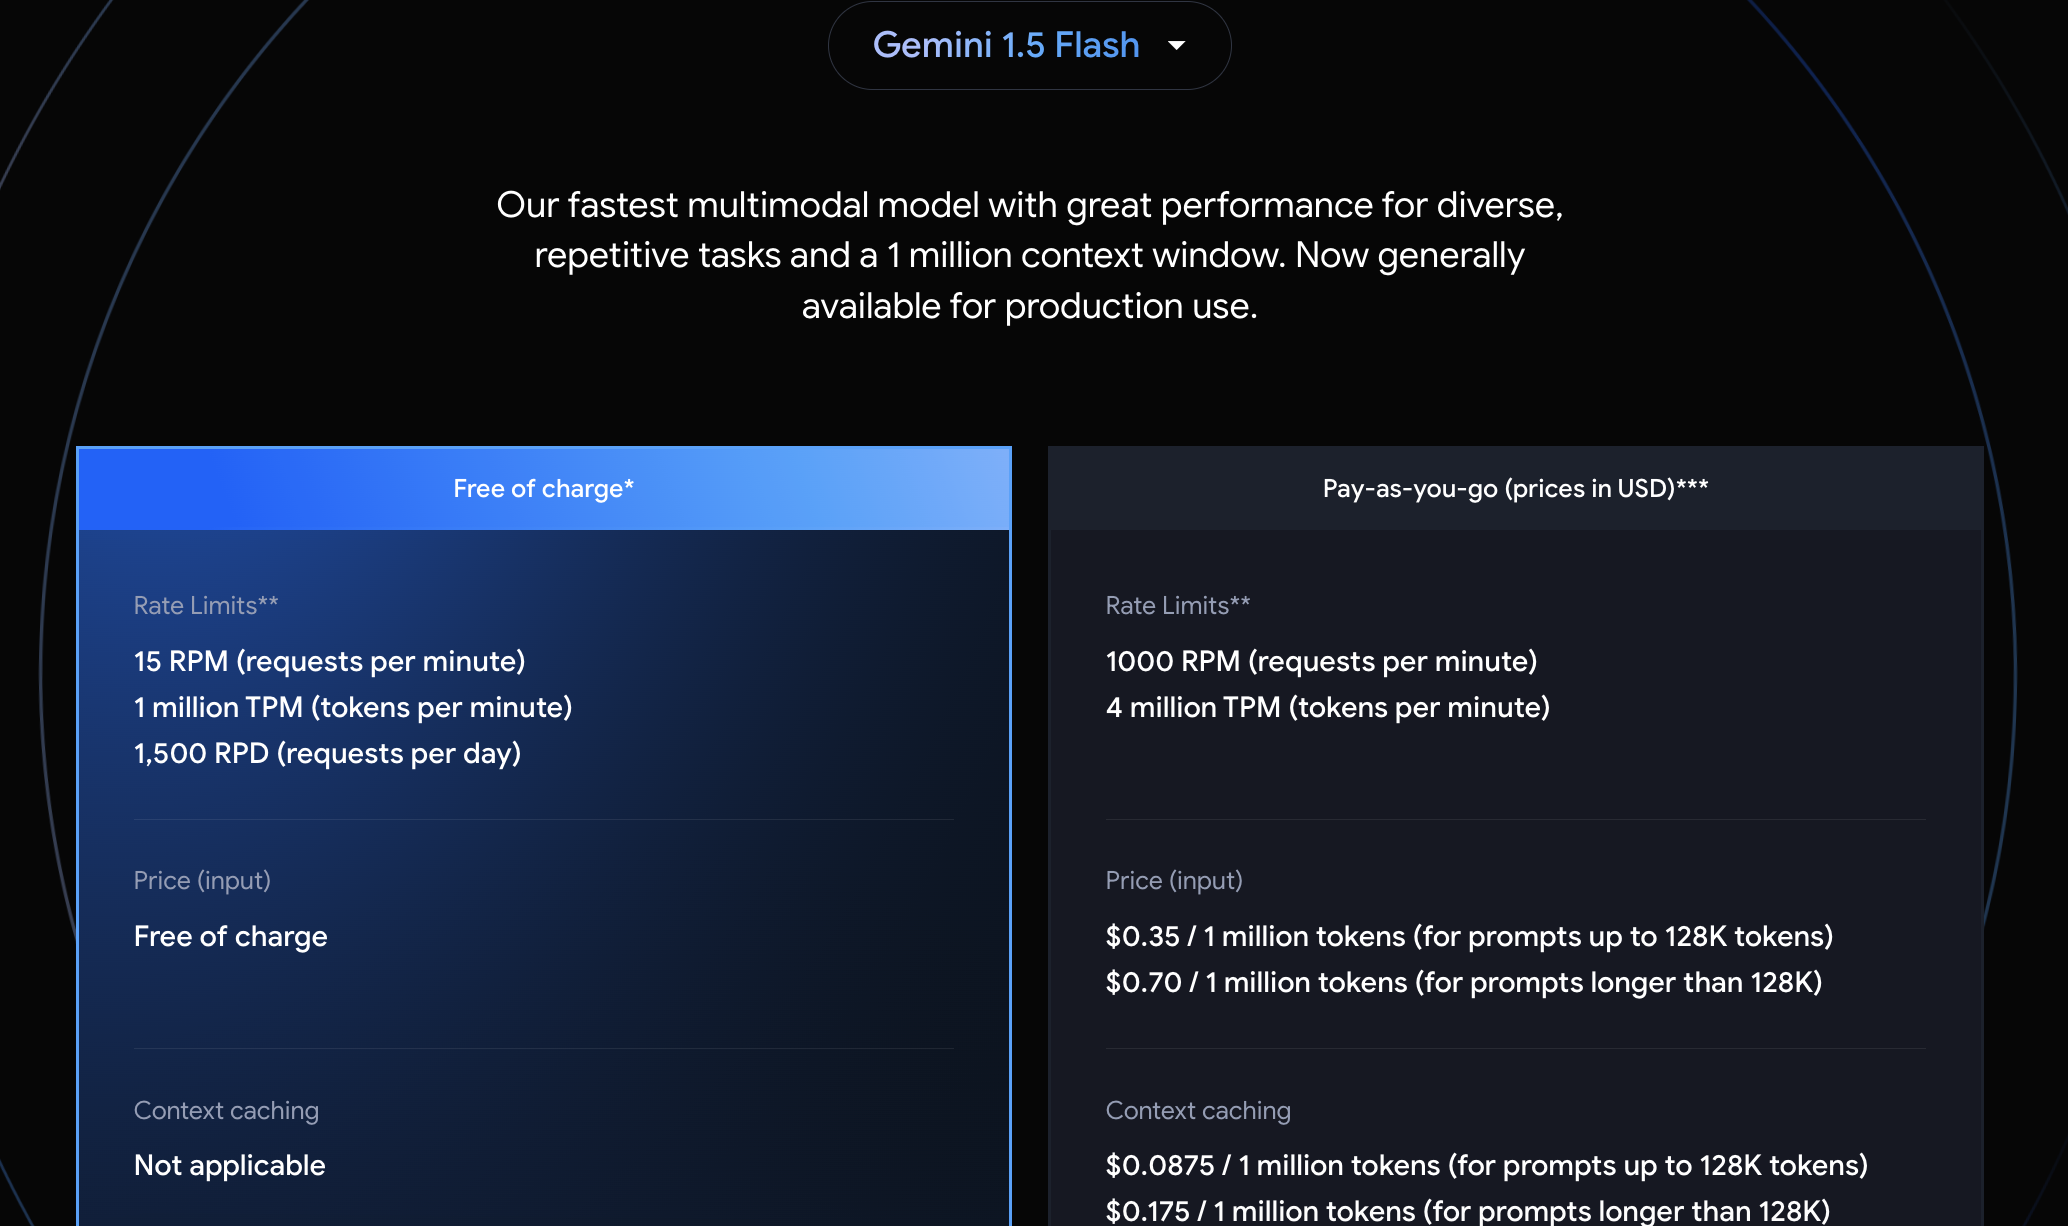 Gemini 1.5 Flash
Our fastest multimodal model with great performance for diverse,
repetitive tasks and a 1 million context window. Now generally
available for production use.
Free of charge*
Rate Limits**
15 RPM (requests per minute)
1 million TPM (tokens per minute)
1,500 RPD (requests per day)
Price (input)
Free of charge
Context caching
Not applicable
Pay-as-you-go (prices in USD)***
Rate Limits**
1000 RPM (requests per minute)
4 million TPM (tokens per minute)
Price (input)
$0.35 / 1 million tokens (for prompts up to 128K tokens)
$0.70 / 1 million tokens (for prompts longer than 128K)
Context caching
$0.0875 / 1 million tokens (for prompts up to 128K tokens)
$0.175 / 1 million tokens (for prompts longer than 128K)